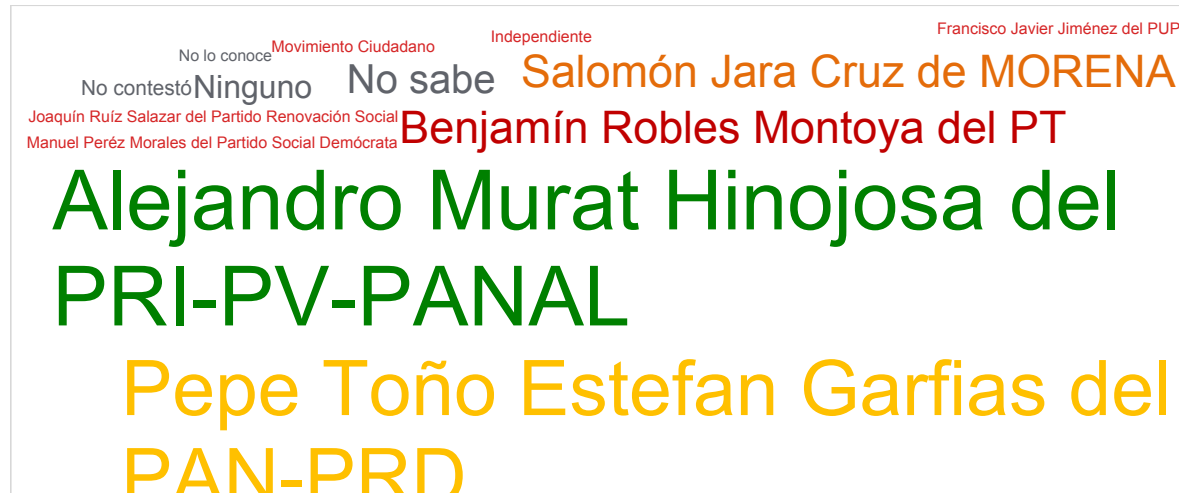 Francisco Javier Jiménez del PUP
Independiente
Movimiento Ciudadano
No lo conoce
Salomón Jara Cruz de MORENA
No sabe
Ninguno
No contestó
Joaquín Ruíz Salazar del Partido Renovación Social
Benjamín Robles Montoya del PT
Manuel Peréz Morales del Partido Social Demócrata
Alejandro Murat Hinojosa del
PRI-PV-PANAL
Pepe Toño Estefan Garfias del
PAN-PRD